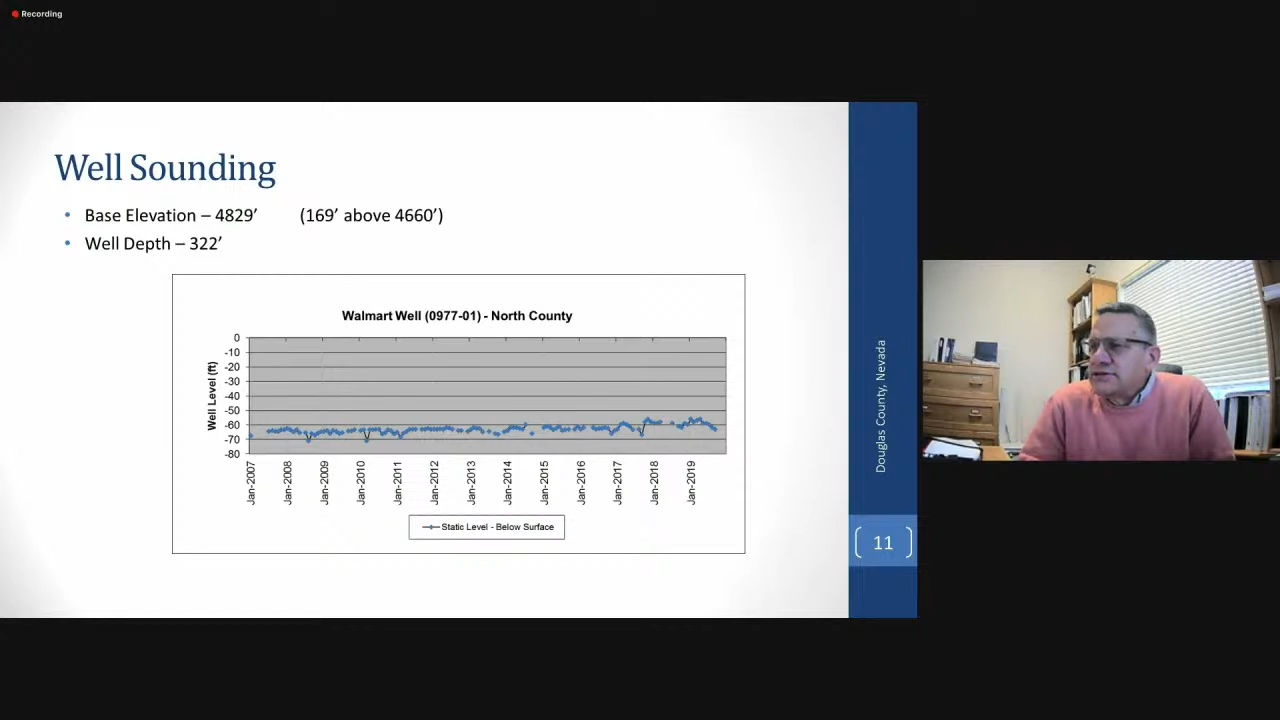 Recording
Well Sounding
• Base Elevation – 4829’ (169’ above 4660’)
• Well Depth – 322’
Walmart Well (0977-01) - North County
Well Level (ft)
0
-10
-20
-30
-40
-50
-60
-70
-80
Jan-2007
Jan-2008
Jan-2009
Jan-2010
Jan-2011
Jan-2012
Jan-2013
Jan-2014
Jan-2015
Jan-2016
Jan-2017
Jan-2018
Jan-2019
Static Level - Below Surface
Douglas County, Nevada
11